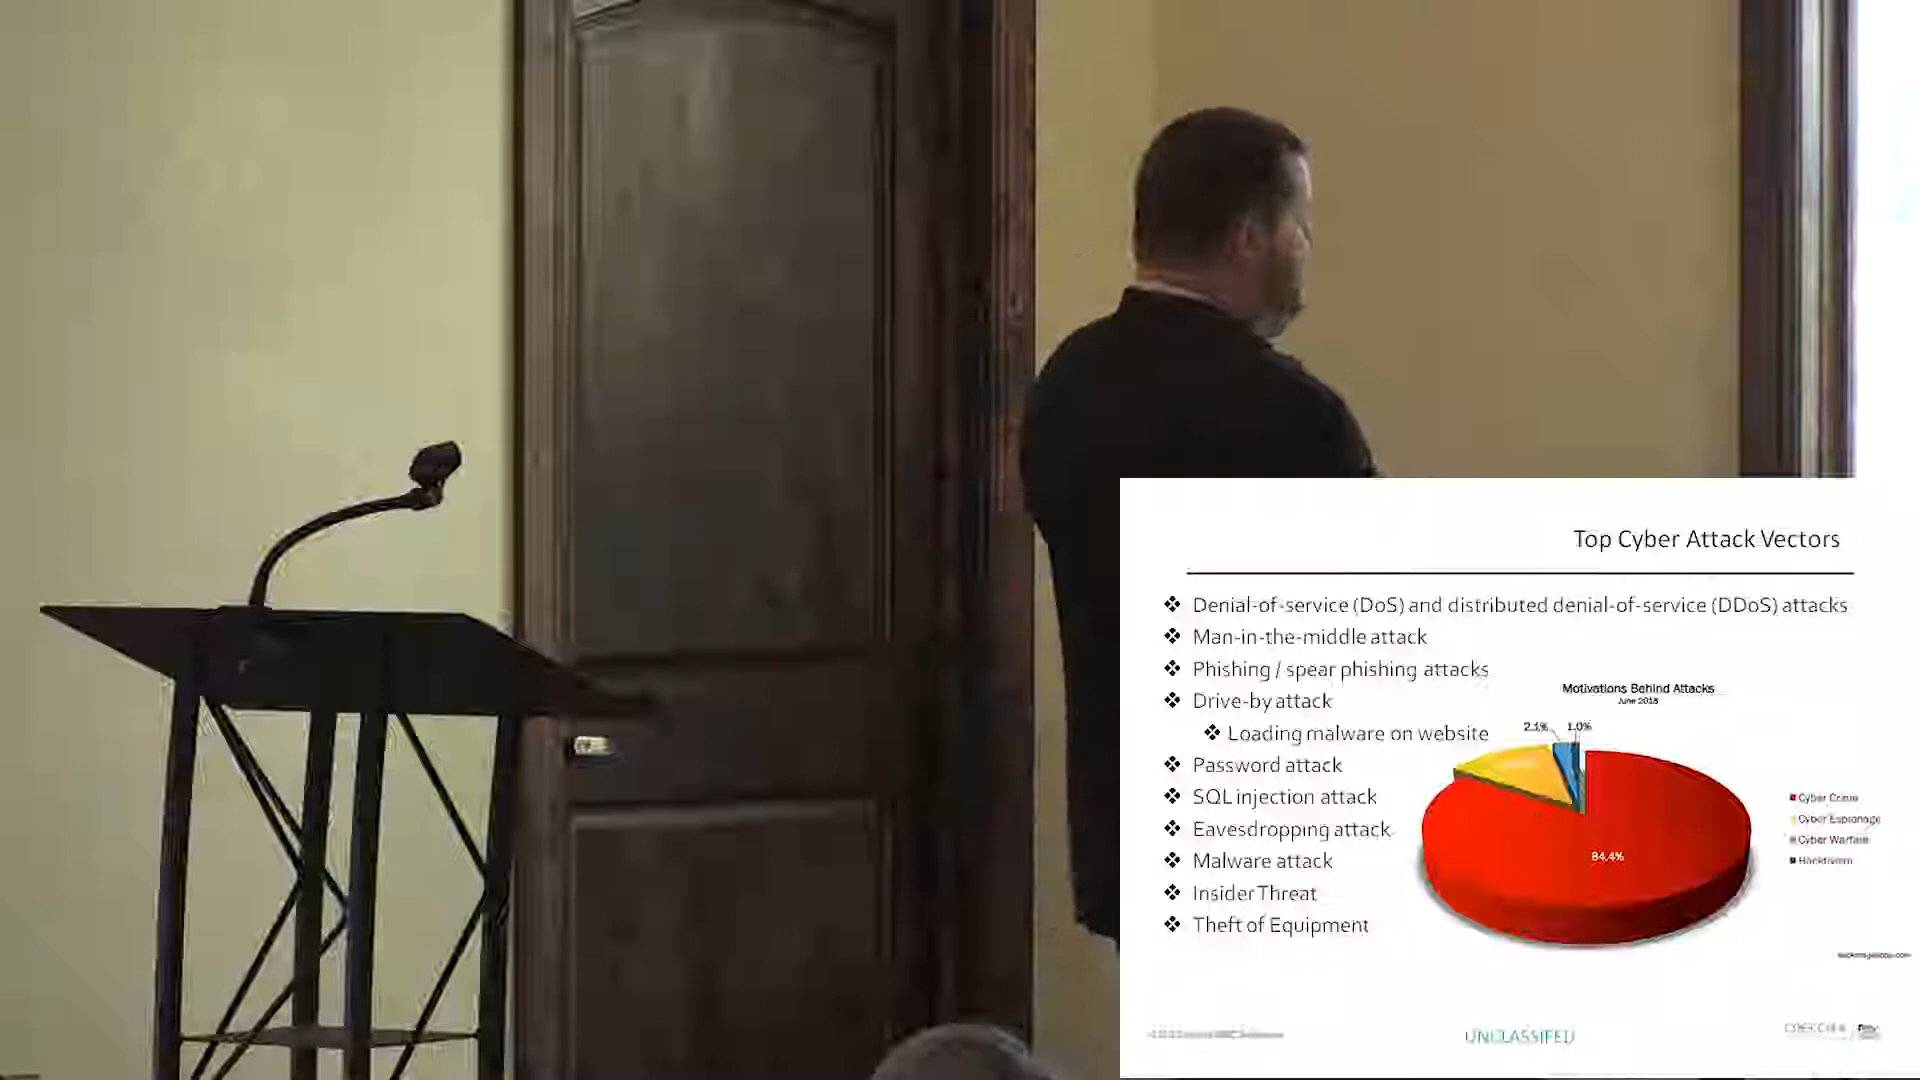 Top Cyber Attack Vectors
❖ Denial-of-service (DoS) and distributed denial-of-service (DDoS) attacks
❖ Man-in-the-middle attack
❖ Phishing / spear phishing attacks
❖ Drive-by attack
❖ Loading malware on website
❖ Password attack
❖ SQL injection attack
❖ Eavesdropping attack
❖ Malware attack
❖ Insider Threat
❖ Theft of Equipment
Motivations Behind Attacks
June 2018
2.1% 1.0%
84.4%
Cyber Crime
Cyber Espionage
Cyber Warfare
Hacktivism
UNCLASSIFED